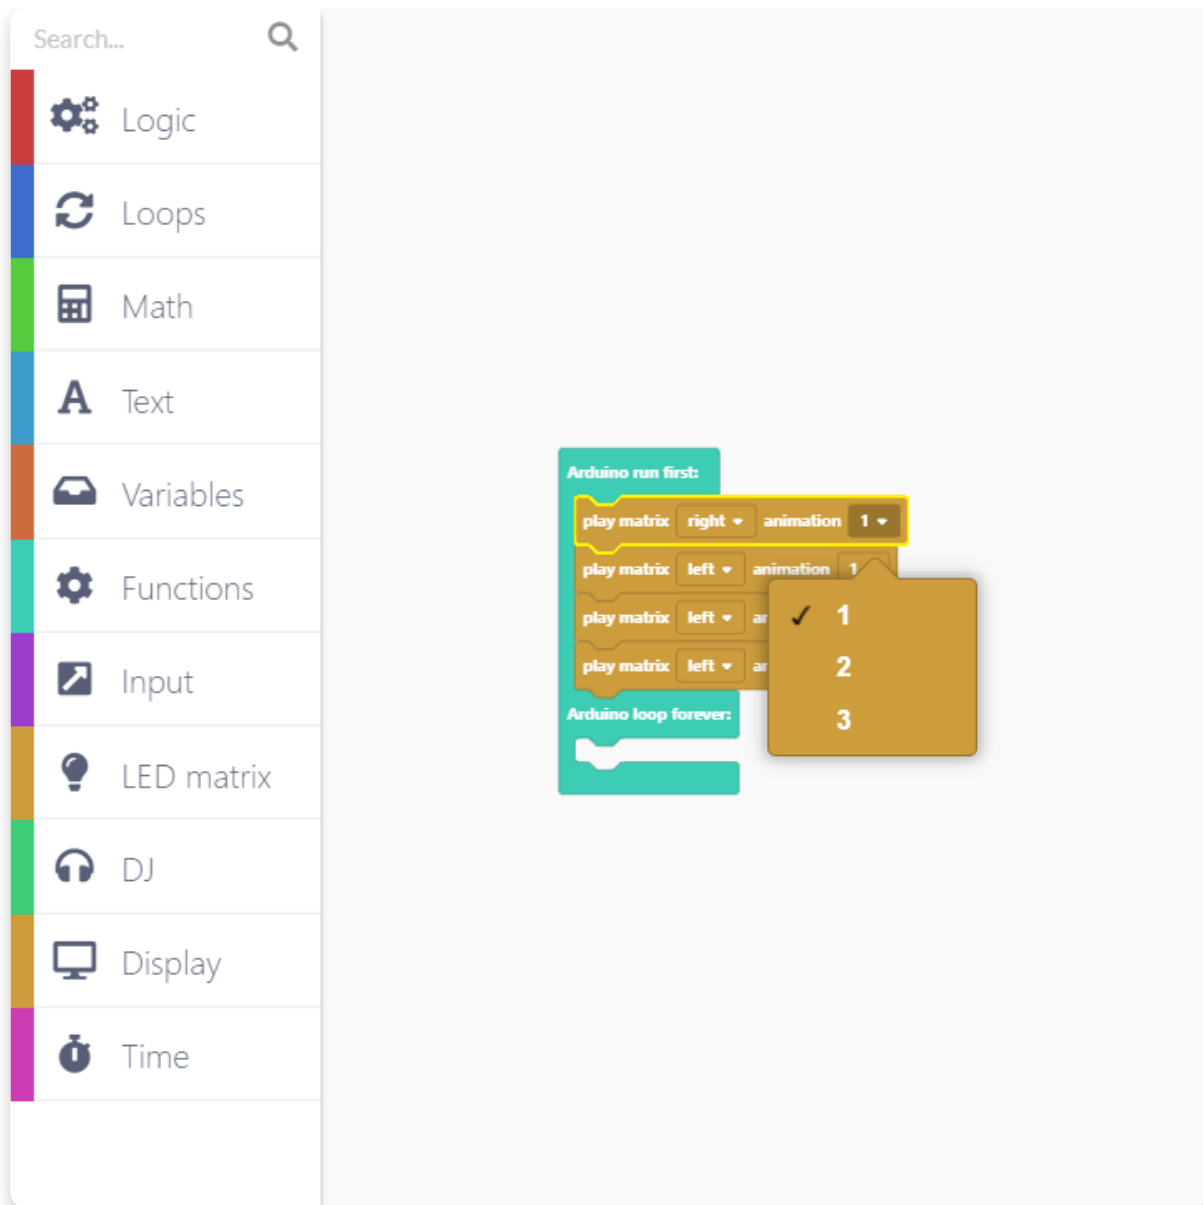 Search...
Logic
Loops
Math
Text
Variables
Functions
Input
LED matrix
DJ
Display
Time
Arduino run first:
play matrix right animation 1
play matrix left animation 1
play matrix left
play matrix left
Arduino loop forever:
1
2
3